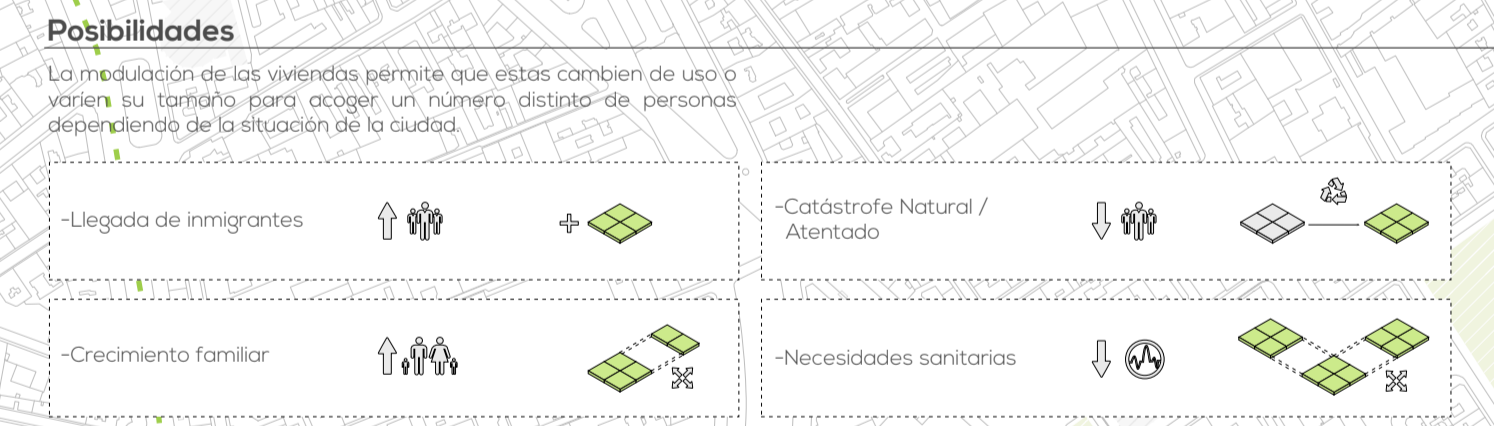 Posibilidades
La modulación de las viviendas permite que estas cambien de uso o
varíen su tamaño para acoger un número distinto de personas
dependiendo de la situación de la ciudad.
-Llegada de inmigrantes
-Catástrofe Natural /
Atentado
-Crecimiento familiar
-Necesidades sanitarias